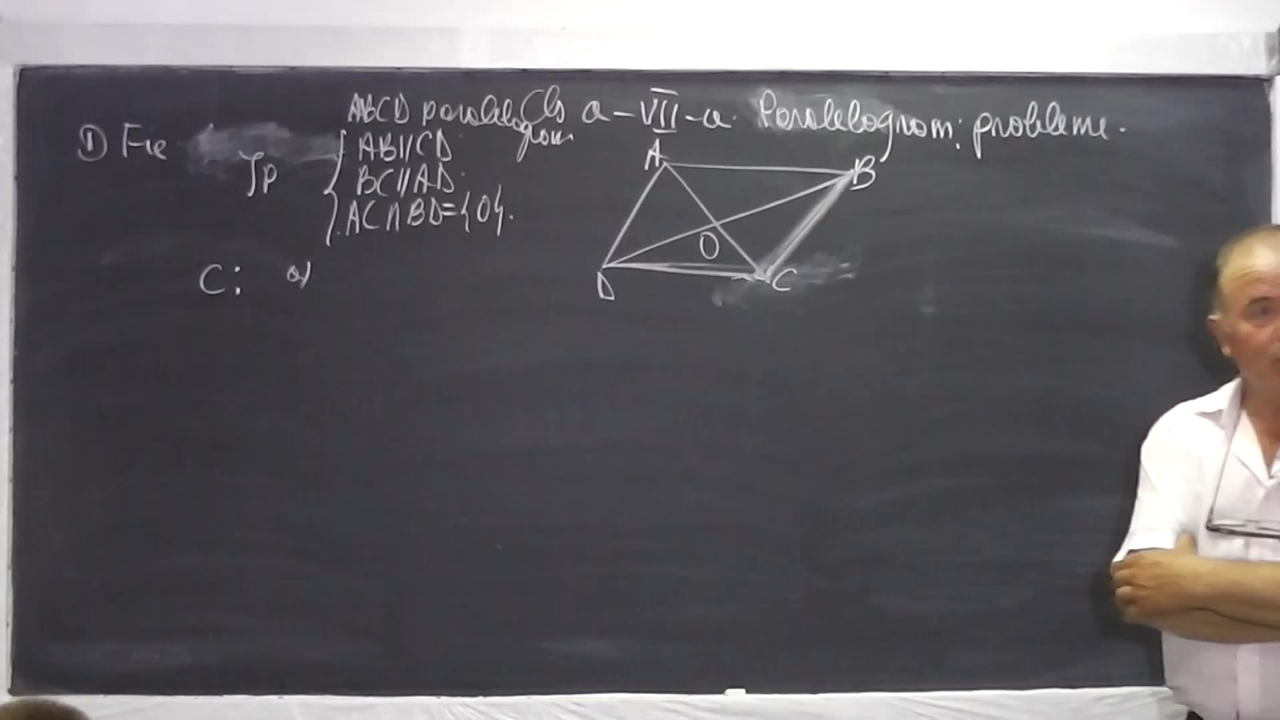 Cls a-VII-a. Paralelogram: probleme.
ABCD paralelogram
1) Fie
AB||CD
Ip
BC||AD
AC∩BD={O}.
C: a)
A
B
O
D
C